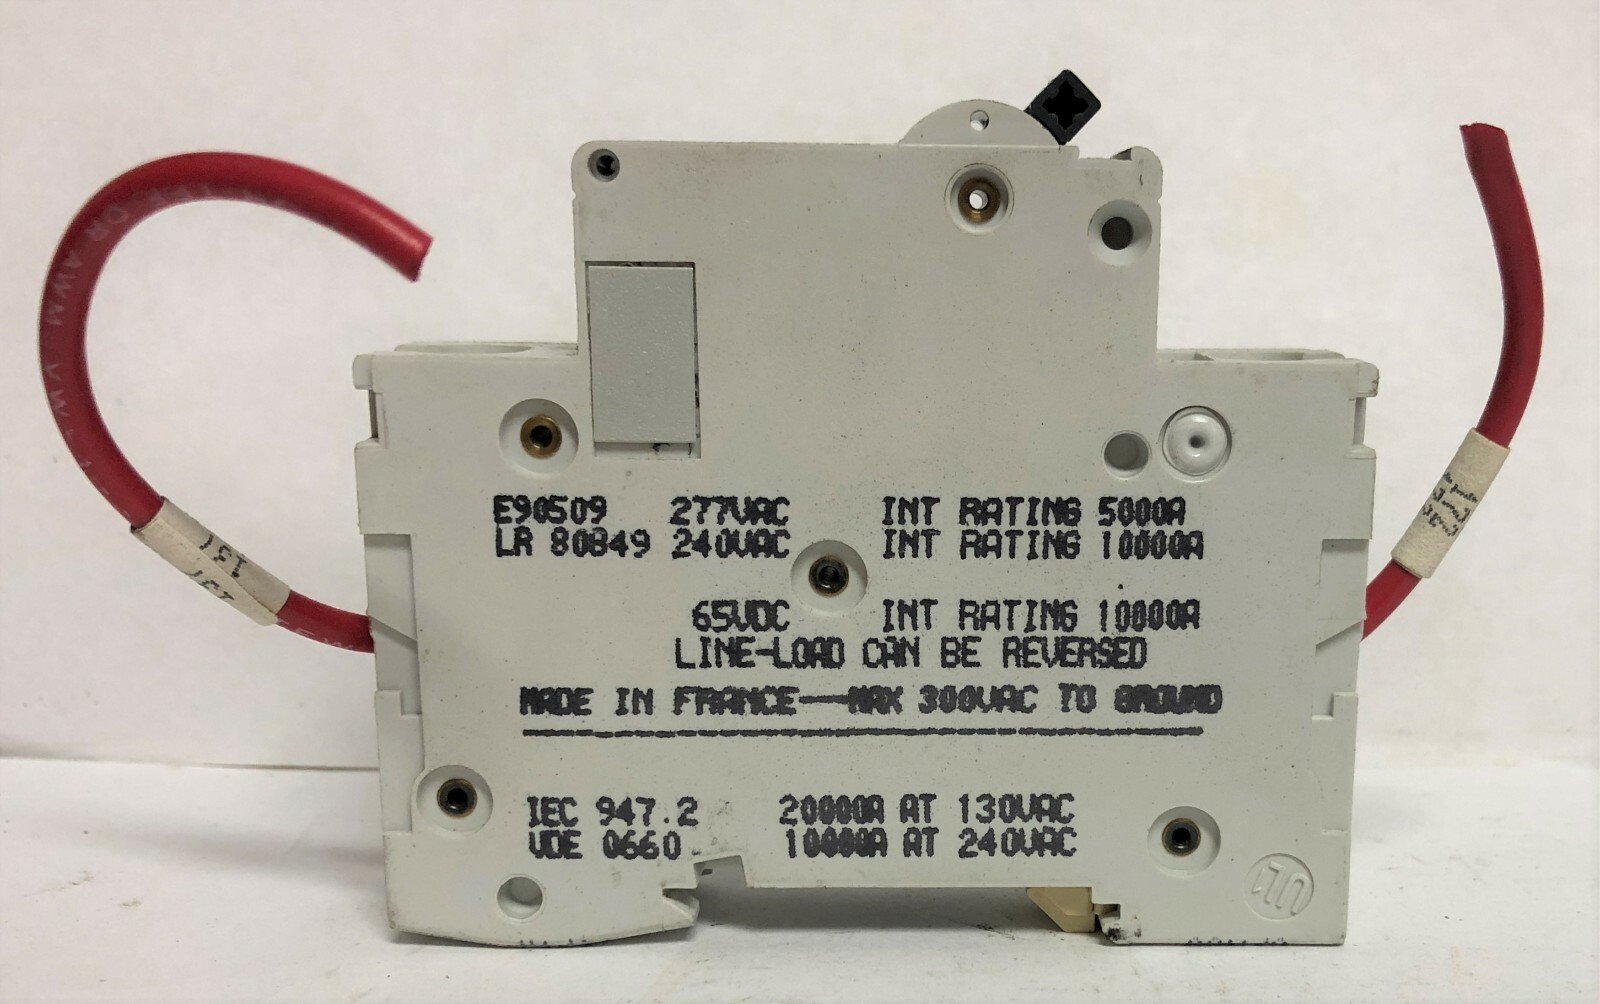 E90509 277VAC INT RATING 5000A
LR 80849 240VAC INT RATING 10000A
65VDC INT RATING 10000A
LINE-LOAD CAN BE REVERSED
MADE IN FRANCE—MAX 300VAC TO GROUND
IEC 947.2 20000A AT 130VAC
VDE 0660 10000A AT 240VAC
OR AWM